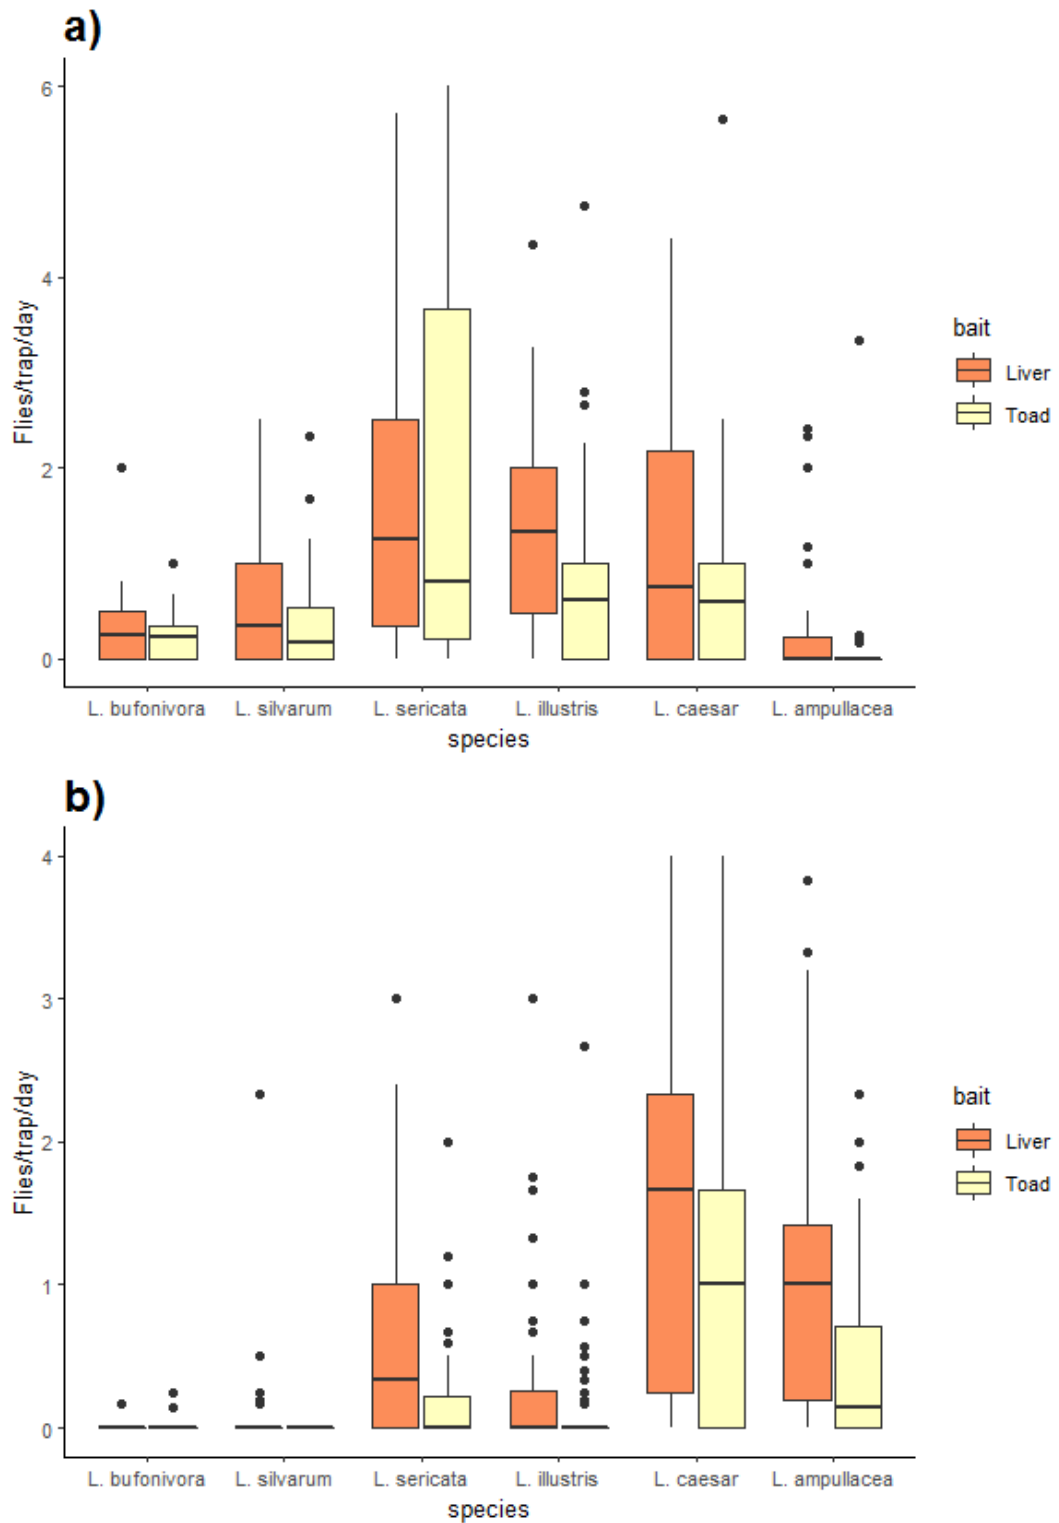 a)
6
4
2
0
Flies/trap/day
L. bufonivora L. silvarum L. sericata L. illustris L. caesar L. ampullacea
species
bait
Liver
Toad
b)
4
3
2
1
0
Flies/trap/day
L. bufonivora L. silvarum L. sericata L. illustris L. caesar L. ampullacea
species
bait
Liver
Toad